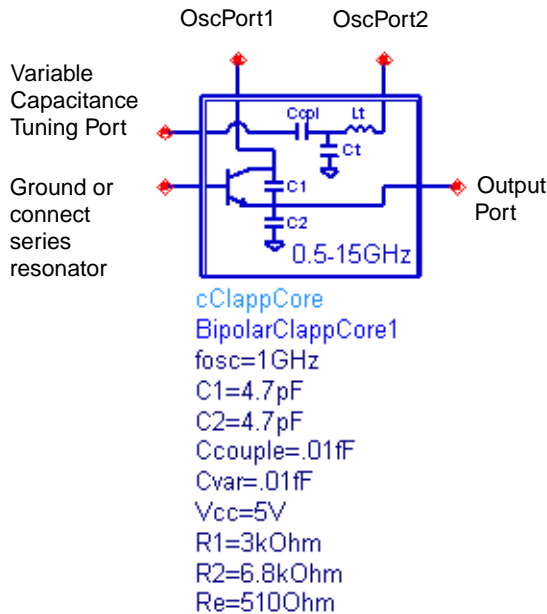 OscPort1
OscPort2
Variable
Capacitance
Tuning Port
Ccpl
Lt
Ct
Ground or
connect
series
resonator
C1
C2
Output
Port
0.5-15GHz
cClappCore
BipolarClappCore1
fosc=1GHz
C1=4.7pF
C2=4.7pF
Ccouple=.01fF
Cvar=.01fF
Vcc=5V
R1=3kOhm
R2=6.8kOhm
Re=510Ohm